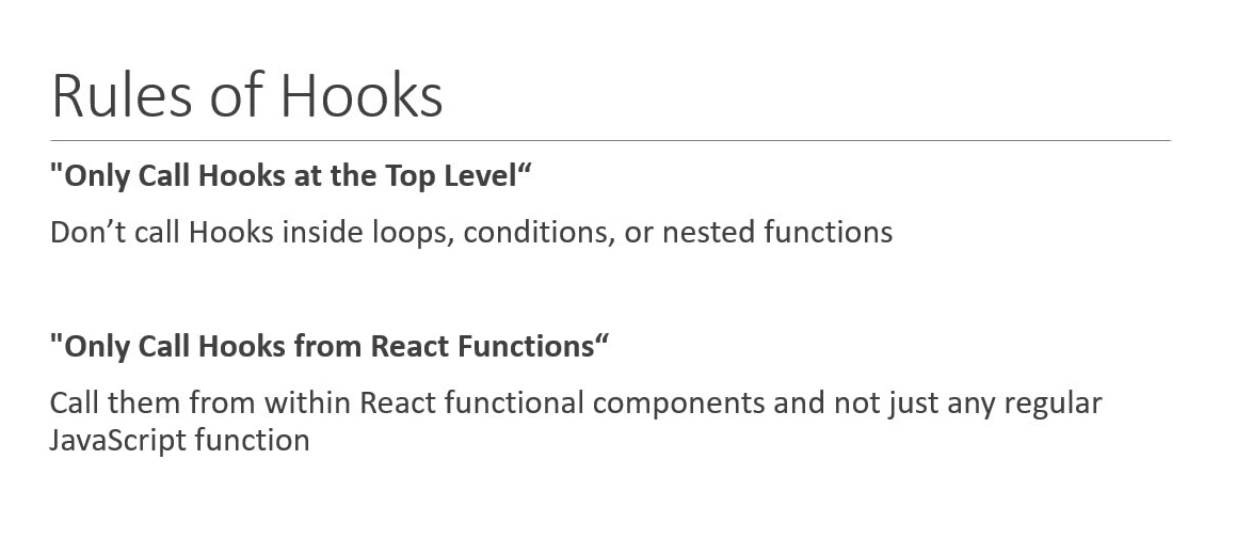 Rules of Hooks
"Only Call Hooks at the Top Level“
Don’t call Hooks inside loops, conditions, or nested functions
"Only Call Hooks from React Functions“
Call them from within React functional components and not just any regular
JavaScript function